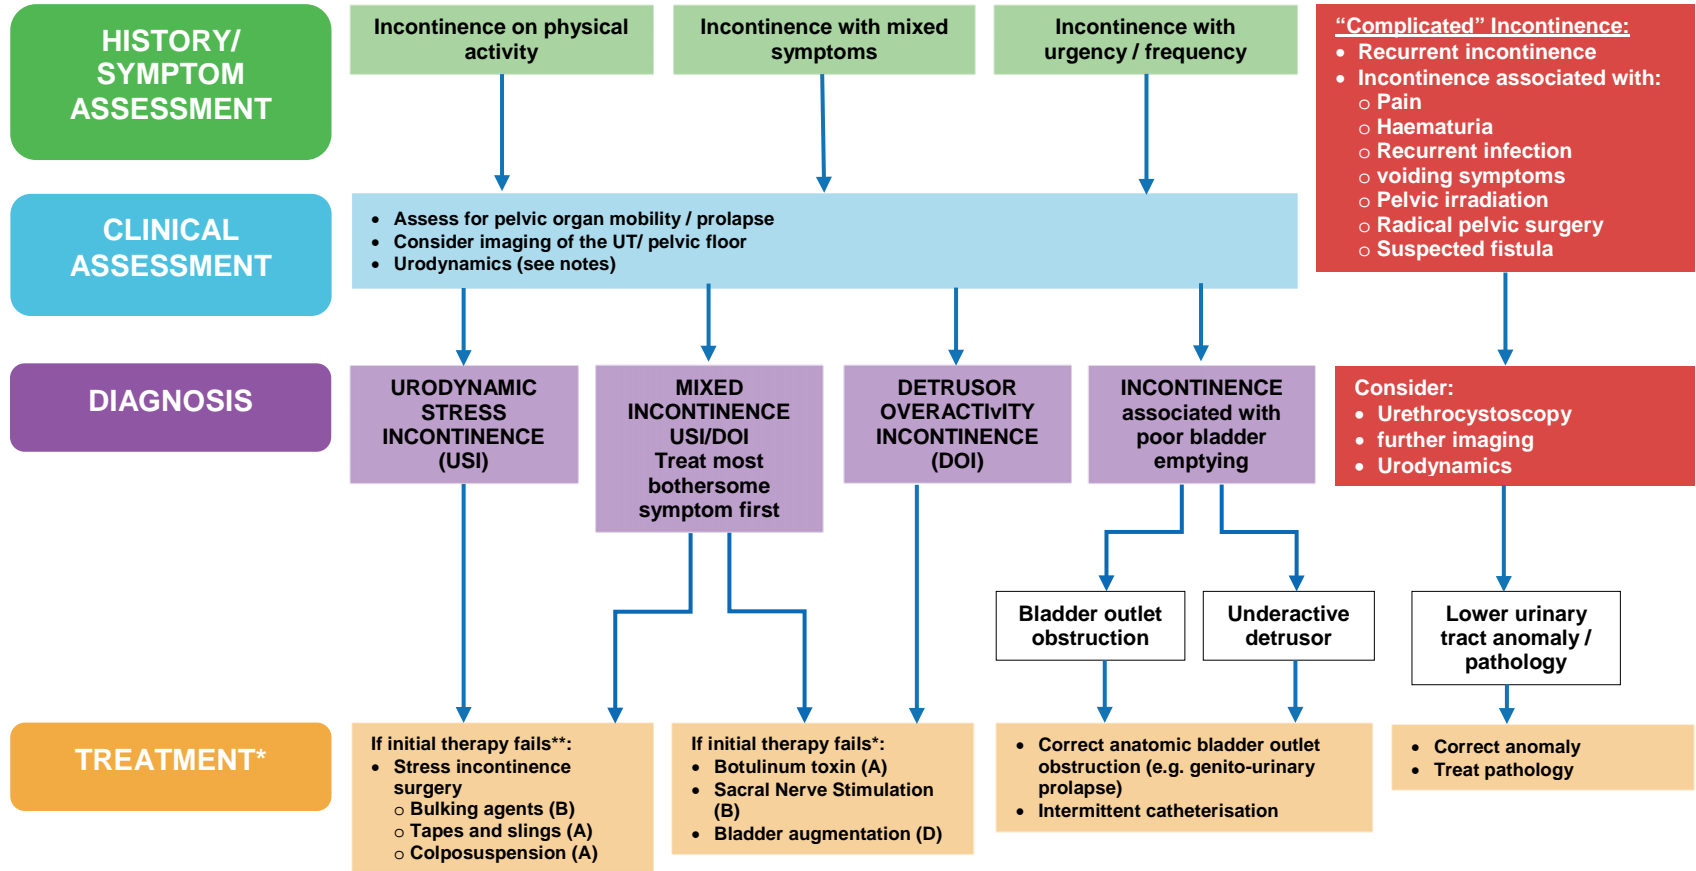 HISTORY/
SYMPTOM
ASSESSMENT
Incontinence on physical
activity
Incontinence with mixed
symptoms
Incontinence with
urgency / frequency
“Complicated” Incontinence:
• Recurrent incontinence
• Incontinence associated with:
o Pain
o Haematuria
o Recurrent infection
o voiding symptoms
o Pelvic irradiation
o Radical pelvic surgery
o Suspected fistula
CLINICAL
ASSESSMENT
• Assess for pelvic organ mobility / prolapse
• Consider imaging of the UT/ pelvic floor
• Urodynamics (see notes)
DIAGNOSIS
URODYNAMIC
STRESS
INCONTINENCE
(USI)
MIXED
INCONTINENCE
USI/DOI
Treat most
bothersome
symptom first
DETRUSOR
OVERACTIvITY
INCONTINENCE
(DOI)
INCONTINENCE
associated with
poor bladder
emptying
Consider:
• Urethrocystoscopy
• further imaging
• Urodynamics
Bladder outlet
obstruction
Underactive
detrusor
Lower urinary
tract anomaly /
pathology
TREATMENT*
If initial therapy fails**:
• Stress incontinence
surgery
o Bulking agents (B)
o Tapes and slings (A)
o Colposuspension (A)
If initial therapy fails*:
• Botulinum toxin (A)
• Sacral Nerve Stimulation
(B)
• Bladder augmentation (D)
• Correct anatomic bladder outlet
obstruction (e.g. genito-urinary
prolapse)
• Intermittent catheterisation
• Correct anomaly
• Treat pathology